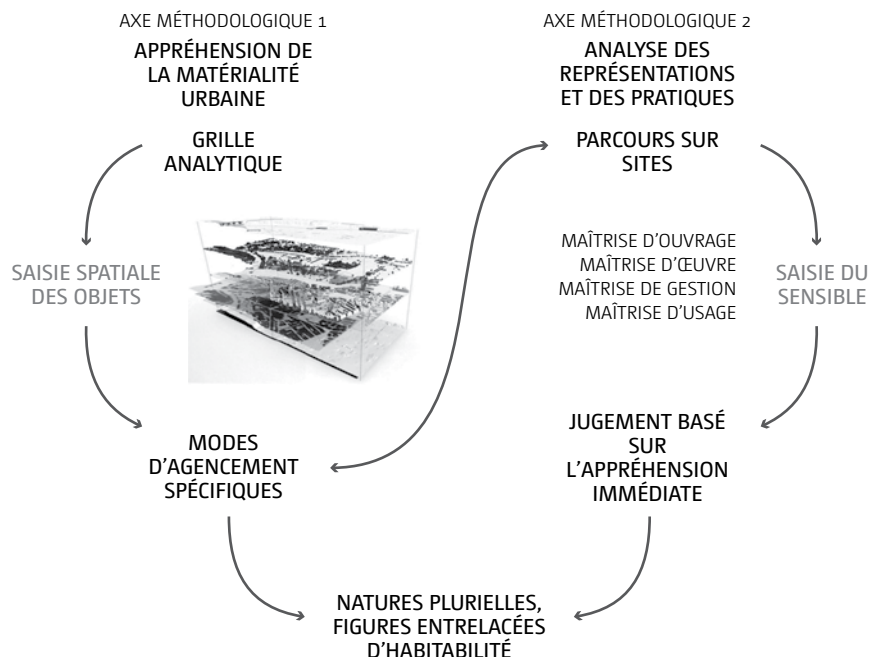 AXE MÉTHODOLOGIQUE 1
APPRÉHENSION DE
LA MATÉRIALITÉ
URBAINE
GRILLE
ANALYTIQUE
SAISIE SPATIALE
DES OBJETS
MODES
D'AGENCEMENT
SPÉCIFIQUES
AXE MÉTHODOLOGIQUE 2
ANALYSE DES
REPRÉSENTATIONS
ET DES PRATIQUES
PARCOURS SUR
SITES
MAÎTRISE D'OUVRAGE
MAÎTRISE D'ŒUVRE
MAÎTRISE DE GESTION
MAÎTRISE D'USAGE
SAISIE DU
SENSIBLE
JUGEMENT BASÉ
SUR
L'APPRÉHENSION
IMMÉDIATE
NATURES PLURIELLES,
FIGURES ENTRELACÉES
D'HABITABILITÉ